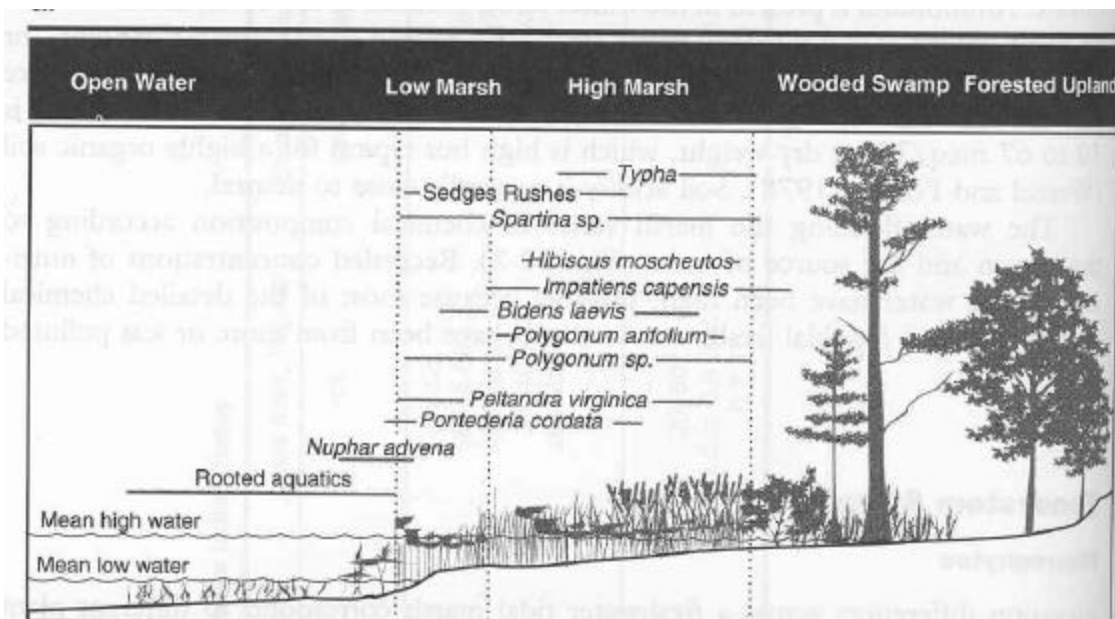 Open Water Low Marsh High Marsh Wooded Swamp Forested Upland
Typha
Sedges Rushes
Spartina sp.
Hibiscus moscheutos
Impatiens capensis
Bidens laevis
Polygonum arifolium
Polygonum sp.
Peltandra virginica
Pontederia cordata
Nuphar advena
Rooted aquatics
Mean high water
Mean low water